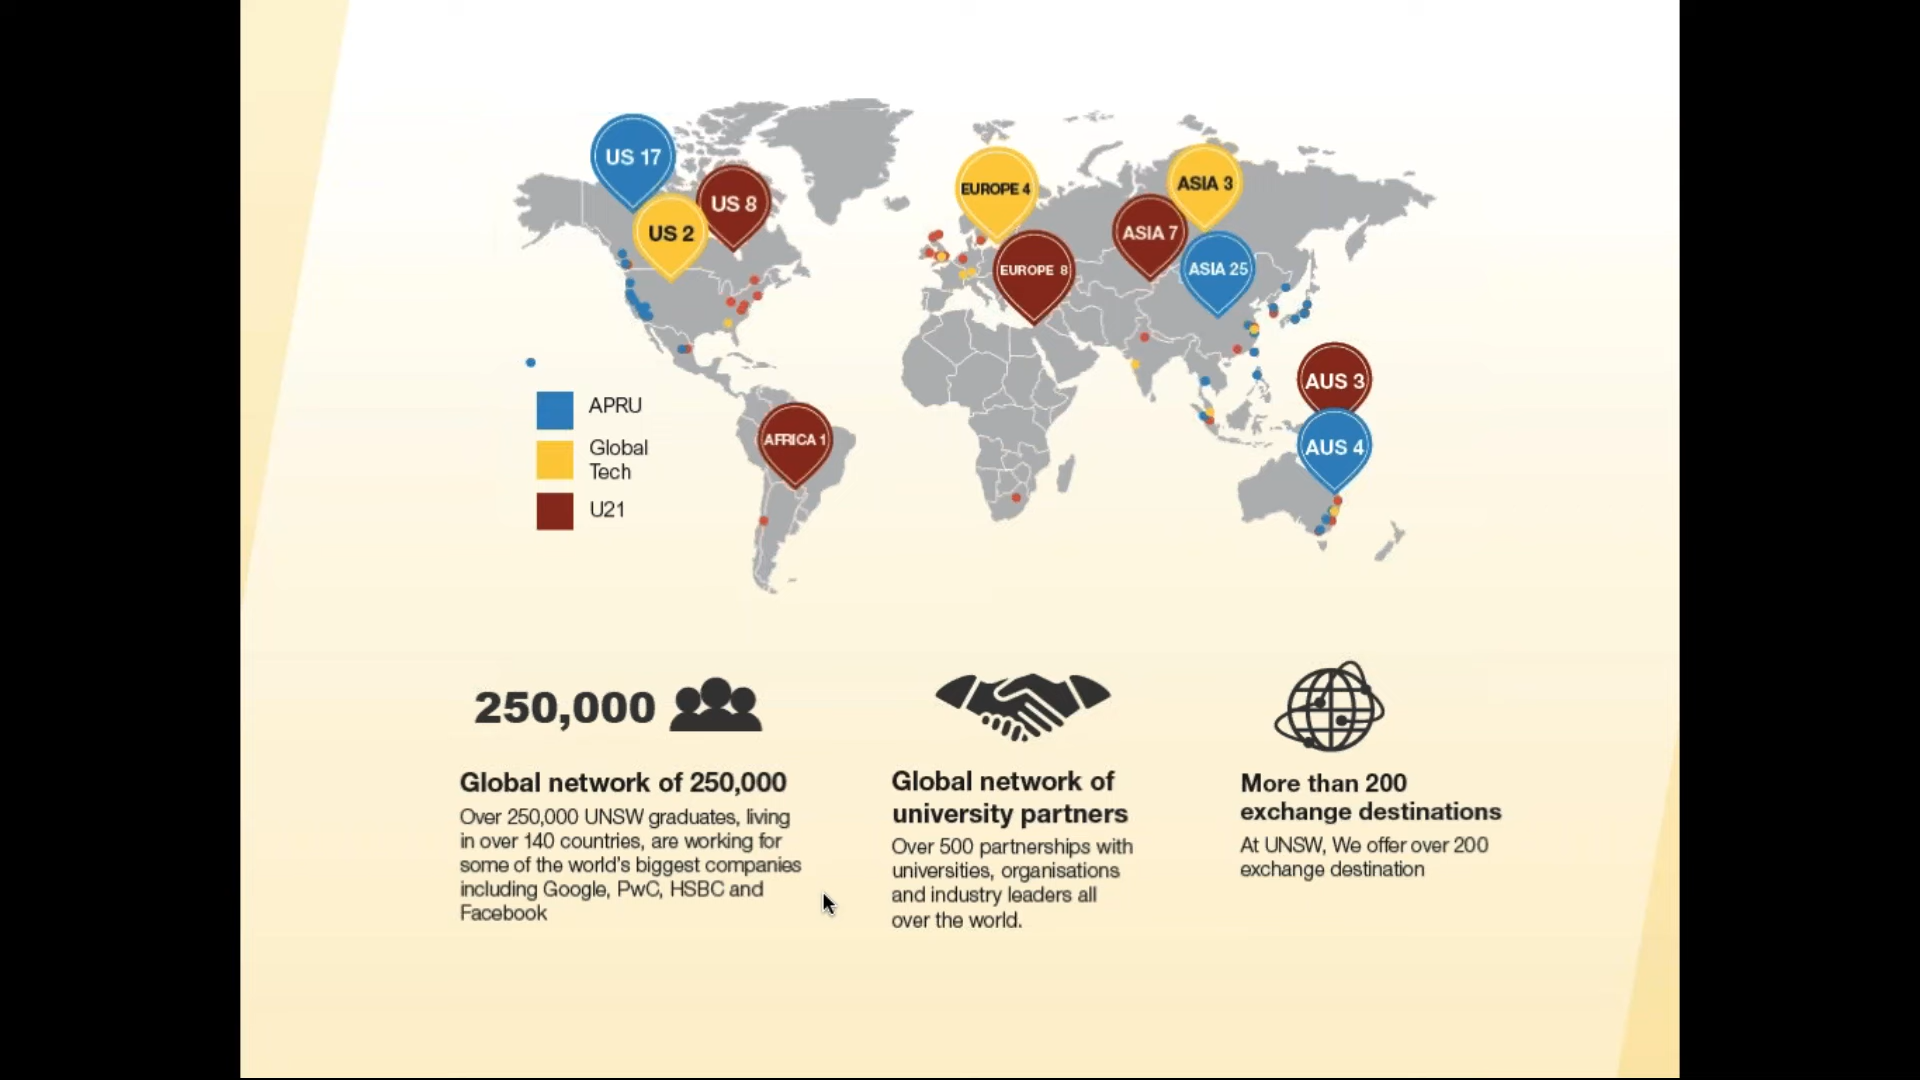 US 17
US 8
US 2
EUROPE 4
EUROPE 8
ASIA 3
ASIA 7
ASIA 25
AUS 3
AUS 4
AFRICA 1
APRU
Global
Tech
U21
250,000
Global network of 250,000
Over 250,000 UNSW graduates, living
in over 140 countries, are working for
some of the world's biggest companies
including Google, PwC, HSBC and
Facebook
Global network of
university partners
Over 500 partnerships with
universities, organisations
and industry leaders all
over the world.
More than 200
exchange destinations
At UNSW, We offer over 200
exchange destination